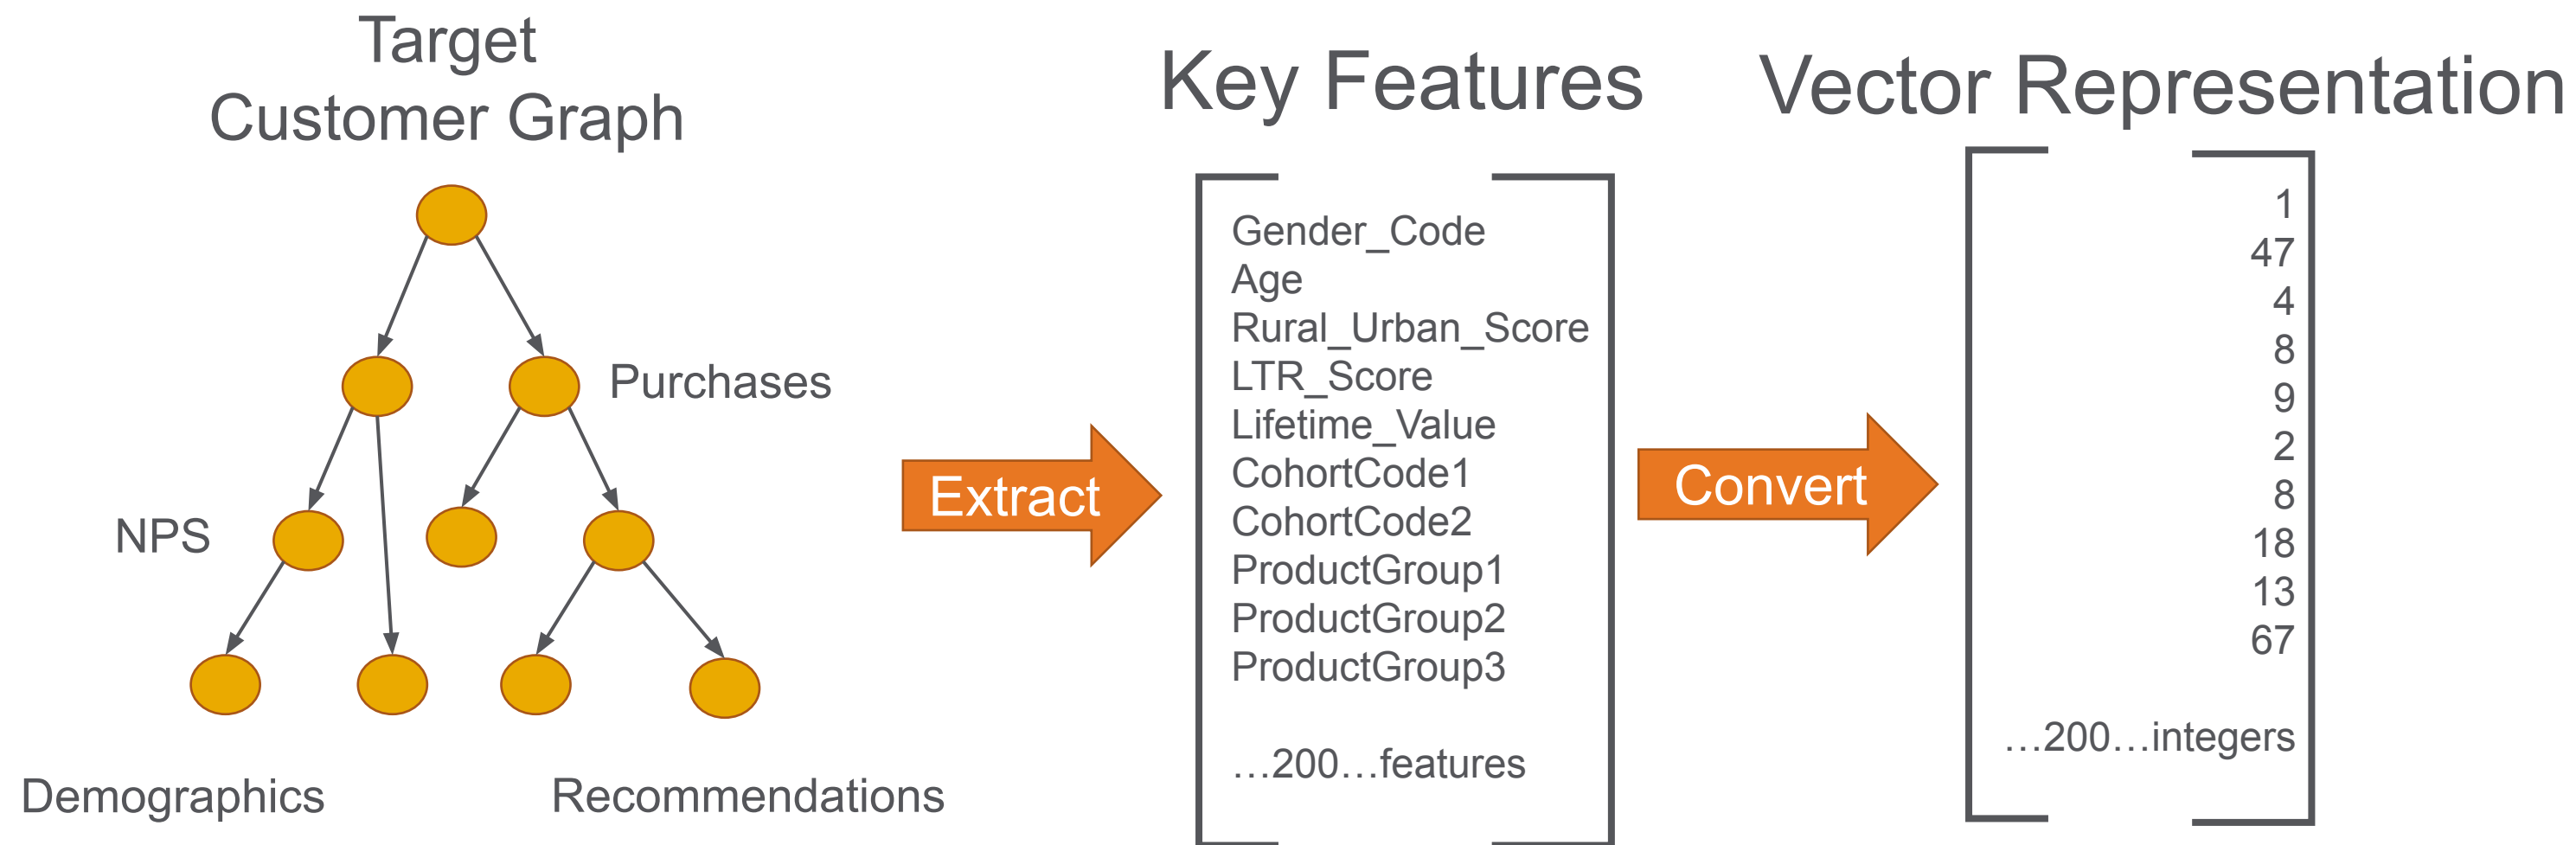 Target
Customer Graph
Purchases
NPS
Demographics
Recommendations
Extract
Key Features
Gender_Code
Age
Rural_Urban_Score
LTR_Score
Lifetime_Value
CohortCode1
CohortCode2
ProductGroup1
ProductGroup2
ProductGroup3
…200…features
Convert
Vector Representation
1
47
4
8
9
2
8
18
13
67
…200…integers